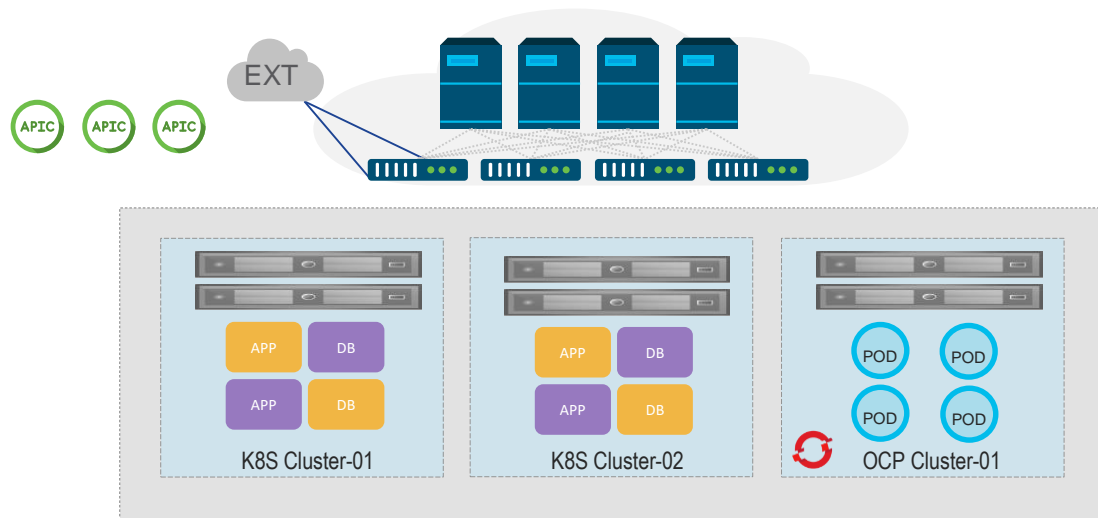 EXT
APIC APIC APIC
APP DB
APP DB
K8S Cluster-01
APP DB
APP DB
K8S Cluster-02
POD POD
POD POD
OCP Cluster-01